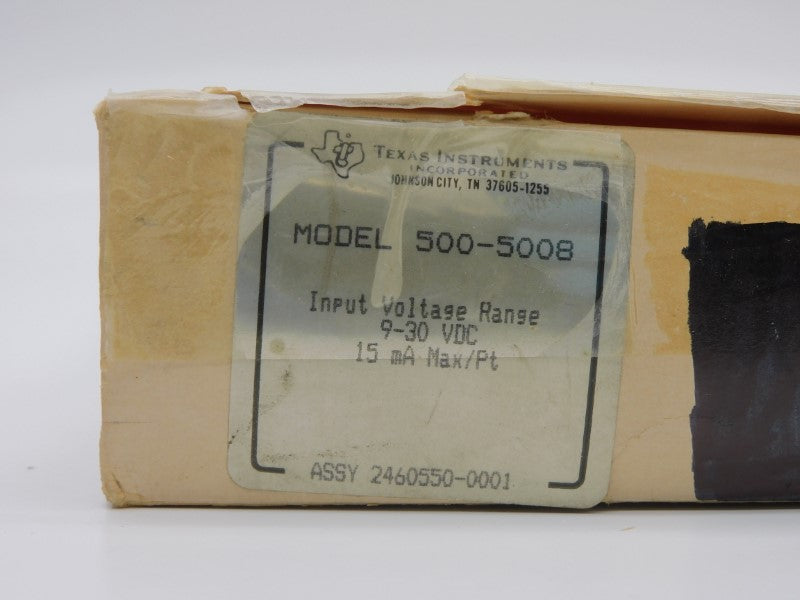 TEXAS INSTRUMENTS
INCORPORATED
JOHNSON CITY, TN 37605-1255
MODEL 500-5008
Input Voltage Range
9-30 VDC
15 mA Max/Pt
ASSY 2460550-0001